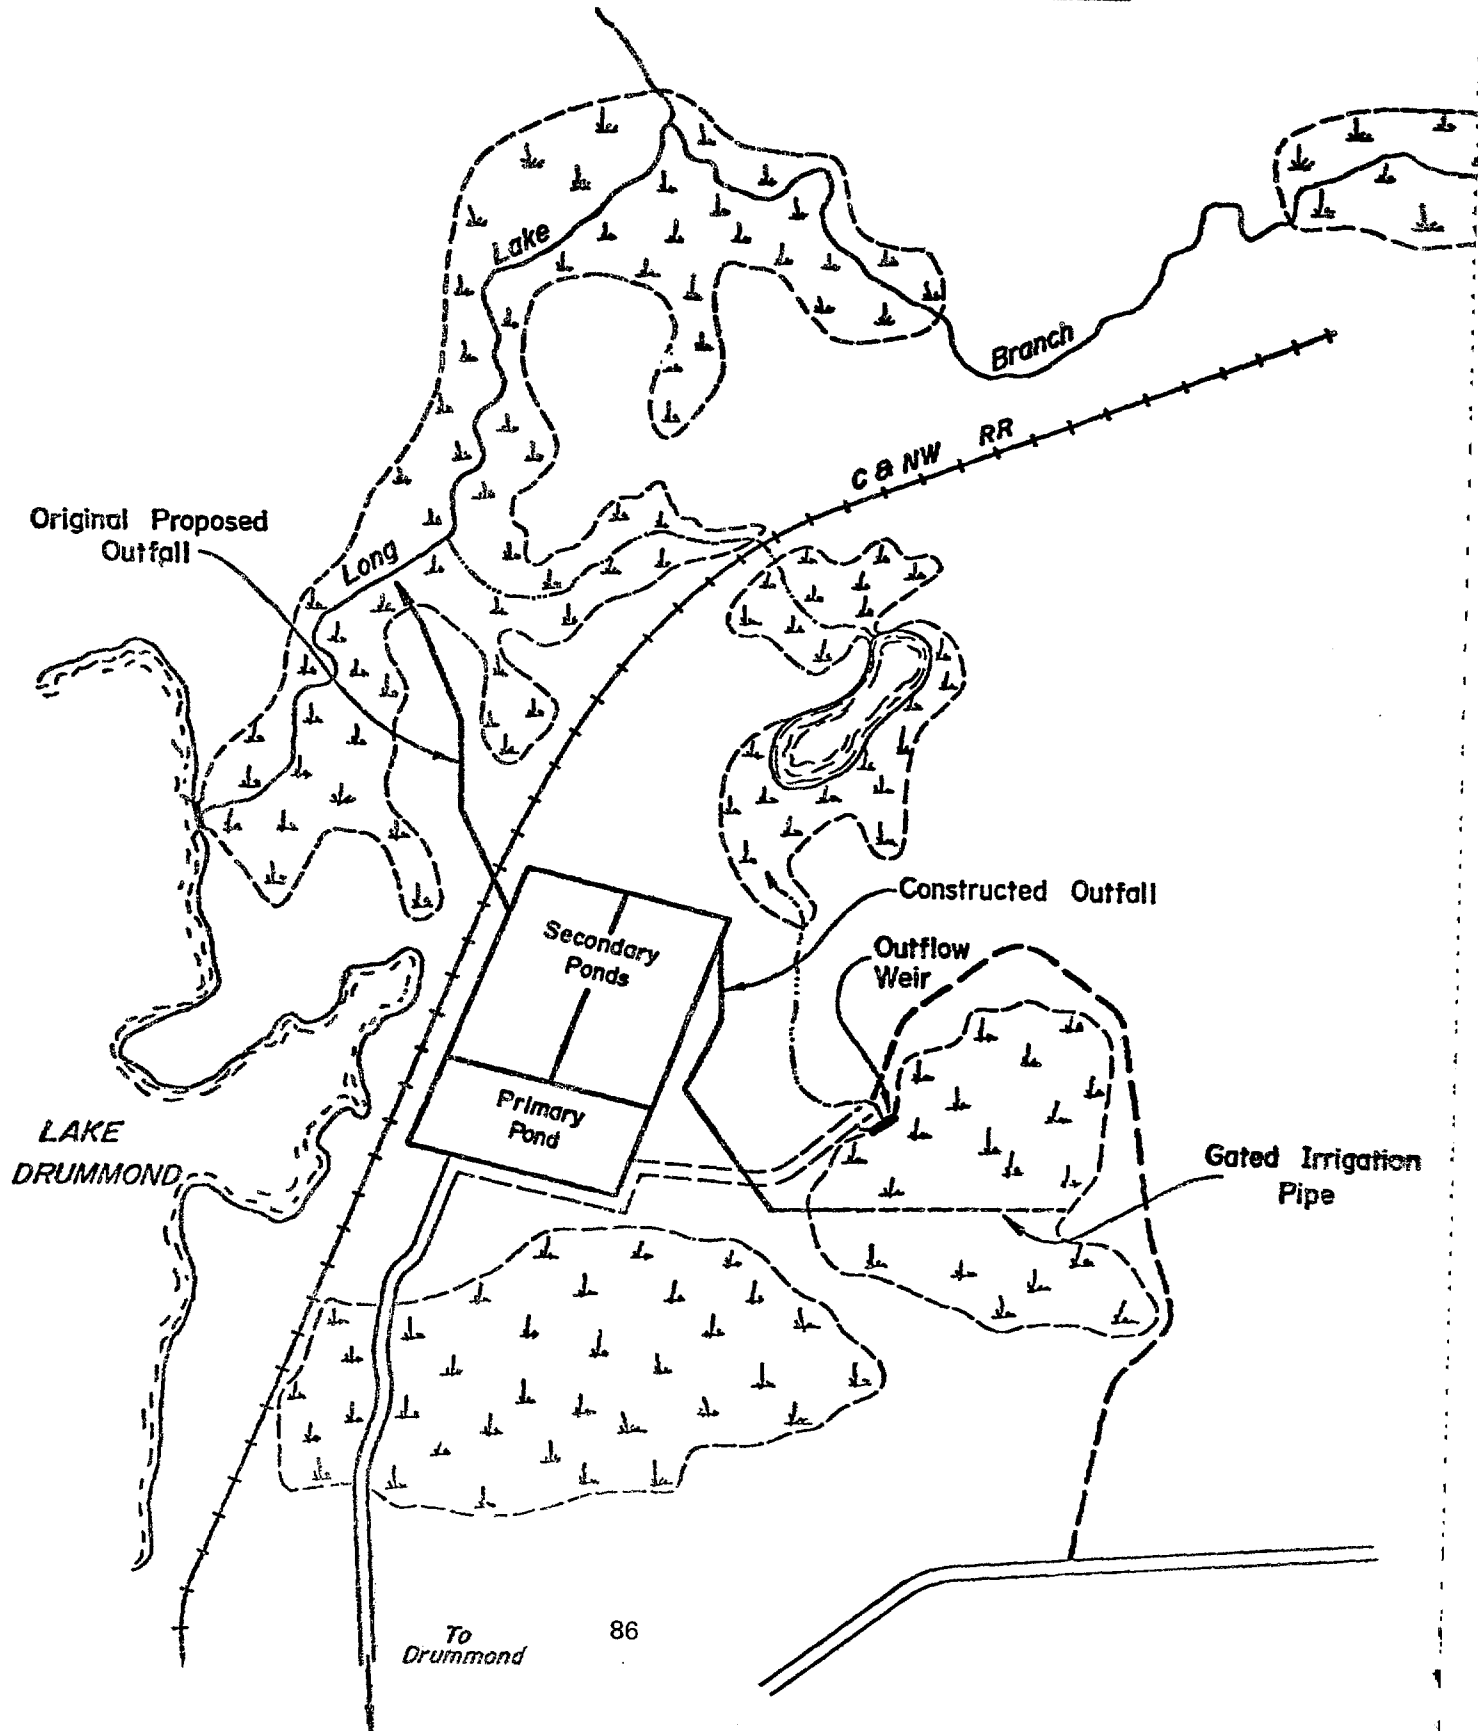 Lake
Branch
C & NW RR
Original Proposed
Outfall
Long
Constructed Outfall
Secondary
Ponds
Outflow
Weir
Primary
Pond
LAKE
DRUMMOND
Gated Irrigation
Pipe
To
Drummond
86